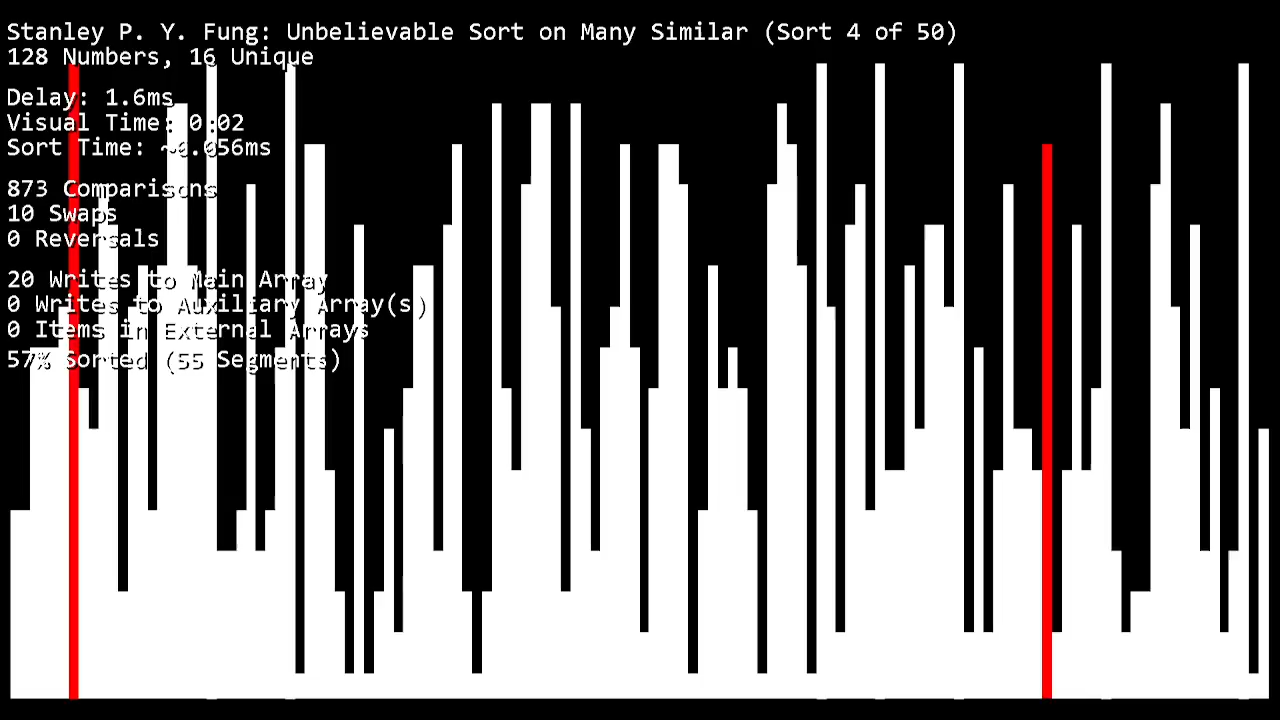 Stanley P. Y. Fung: Unbelievable Sort on Many Similar (Sort 4 of 50)
128 Numbers, 16 Unique
Delay: 1.6ms
Visual Time: 0:02
Sort Time: ~0.056ms
873 Comparisons
10 Swaps
0 Reversals
20 Writes to Main Array
0 Writes to Auxiliary Array(s)
0 Items in External Arrays
57% Sorted (55 Segments)